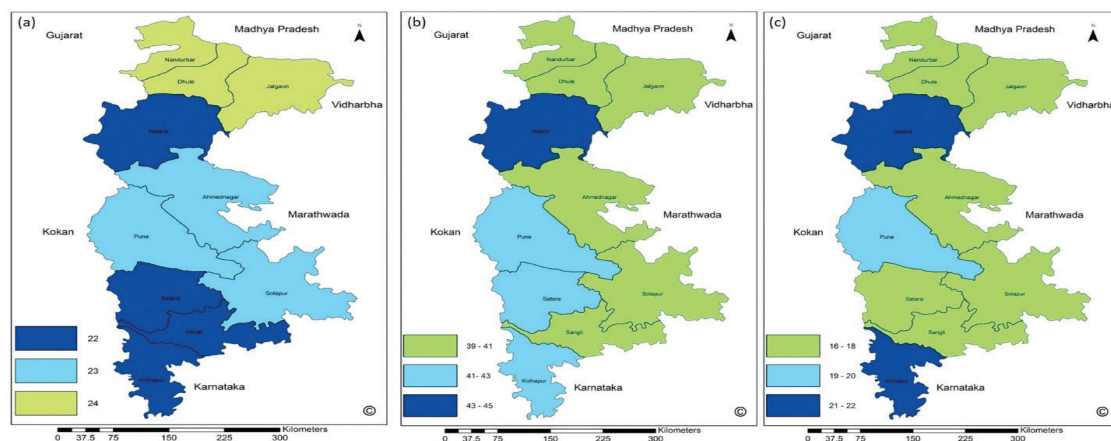 (a)
Gujarat
Madhya Pradesh
N
Nandurbar
Dhule
Jalgaon
Vidharbha
Nashik
Ahmednagar
Marathwada
Kokan
Pune
Solapur
Satara
Sangli
Kolhapur
Karnataka
22
23
24
©
Kilometers
0 37.5 75 150 225 300
(b)
Gujarat
Madhya Pradesh
N
Nandurbar
Dhule
Jalgaon
Vidharbha
Nashik
Ahmednagar
Marathwada
Kokan
Pune
Satara
Solapur
Sangli
Kolhapur
Karnataka
39 - 41
41- 43
43 - 45
©
Kilometers
0 37.5 75 150 225 300
(c)
Gujarat
Madhya Pradesh
N
Nandurbar
Dhule
Jalgaon
Vidharbha
Nashik
Ahmednagar
Marathwada
Kokan
Pune
Satara
Solapur
Sangli
Kolhapur
Karnataka
16 - 18
19 - 20
21 - 22
©
Kilometers
0 37.5 75 150 225 300